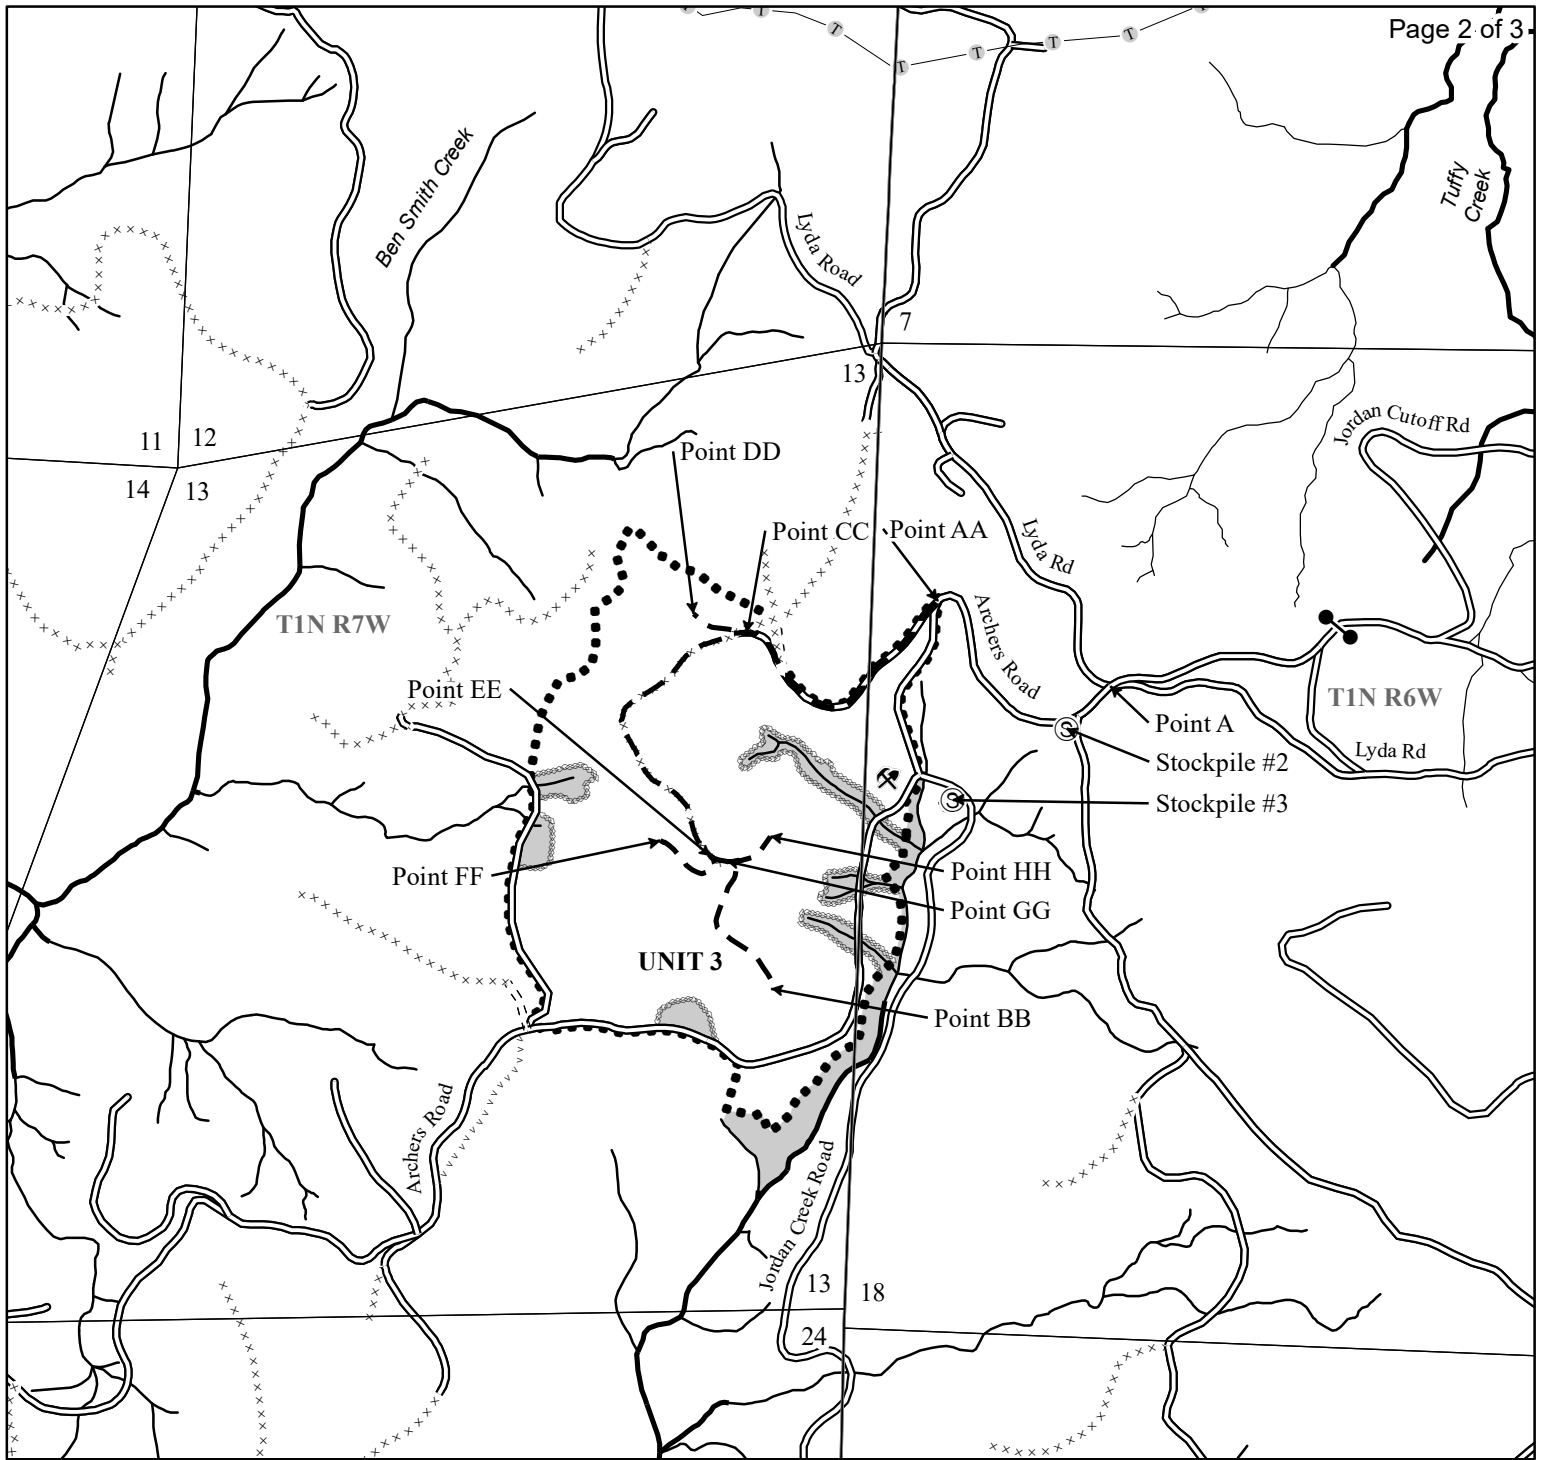 Page 2 of 3
T
T
T
T
T
T
Ben Smith Creek
Tuffy
Creek
Lyda Road
7
13
Jordan Cutoff Rd
11
12
14
13
Point DD
Point CC
Point AA
Lyda Rd
T1N R7W
Archers Road
Point EE
T1N R6W
Point A
Lyda Rd
S
Stockpile #2
S
Stockpile #3
Point FF
Point HH
Point GG
UNIT 3
Point BB
Archers Road
Jordan Creek Road
13
18
24